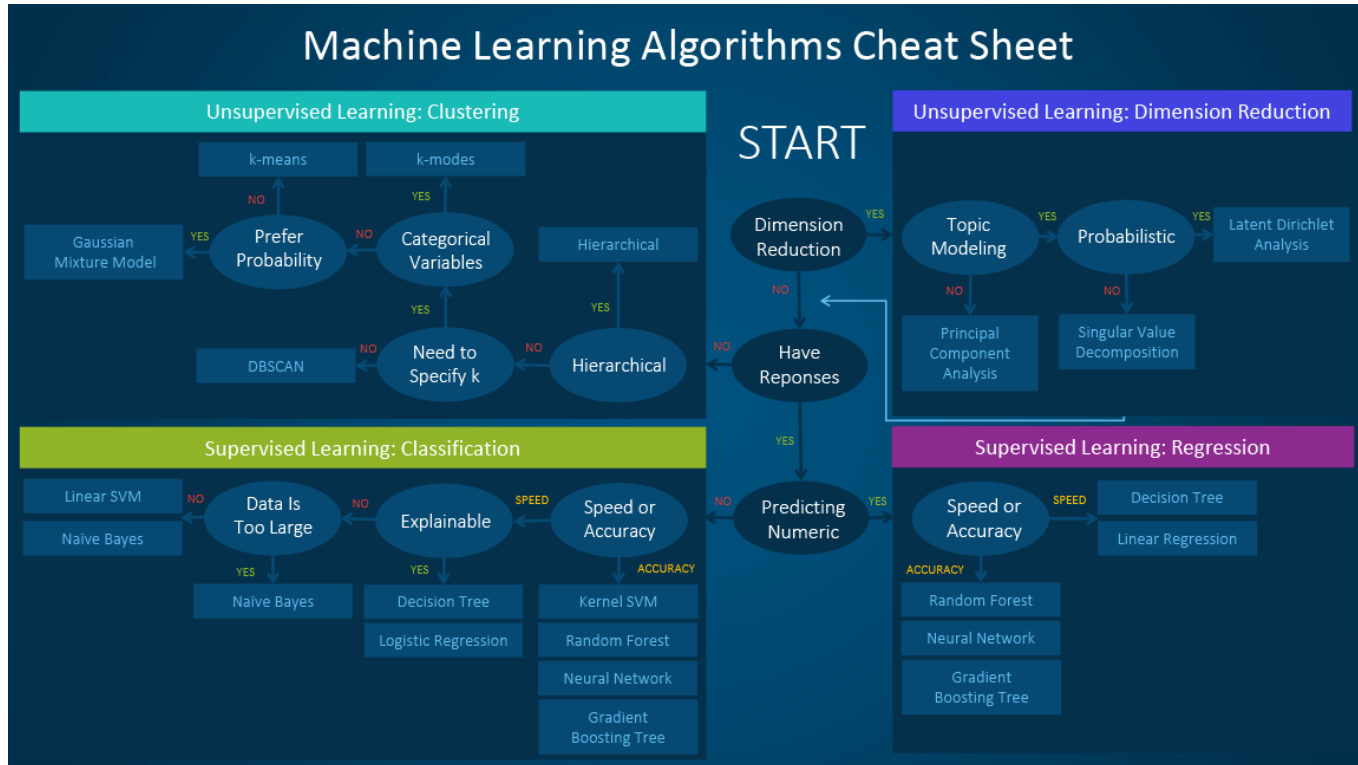 Machine Learning Algorithms Cheat Sheet
Unsupervised Learning: Clustering
k-means
k-modes
NO
YES
Gaussian
Mixture Model
YES
Prefer
Probability
NO
Categorical
Variables
Hierarchical
YES
YES
DBSCAN
NO
Need to
Specify k
NO
Hierarchical
NO
START
Dimension
Reduction
YES
NO
Have
Reponses
YES
Predicting
Numeric
NO
YES
Unsupervised Learning: Dimension Reduction
Topic
Modeling
YES
Probabilistic
YES
Latent Dirichlet
Analysis
NO
NO
Principal
Component
Analysis
Singular Value
Decomposition
Supervised Learning: Classification
Linear SVM
Naïve Bayes
NO
Data Is
Too Large
NO
Explainable
SPEED
Speed or
Accuracy
YES
YES
ACCURACY
Naïve Bayes
Decision Tree
Logistic Regression
Kernel SVM
Random Forest
Neural Network
Gradient
Boosting Tree
Supervised Learning: Regression
Speed or
Accuracy
SPEED
Decision Tree
Linear Regression
ACCURACY
Random Forest
Neural Network
Gradient
Boosting Tree